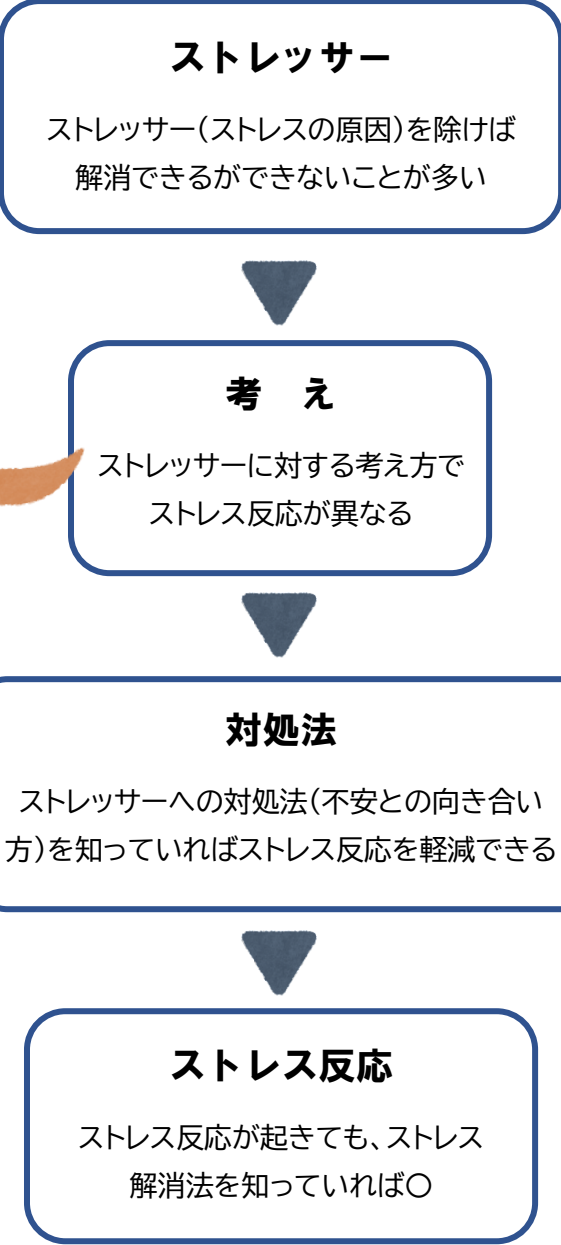 ストレッサー
ストレッサー(ストレスの原因)を除けば
解消できるができないことが多い
考　え
ストレッサーに対する考え方で
ストレス反応が異なる
対処法
ストレッサーへの対処法(不安との向き合い
方)を知っていればストレス反応を軽減できる
ストレス反応
ストレス反応が起きても、ストレス
解消法を知っていれば〇